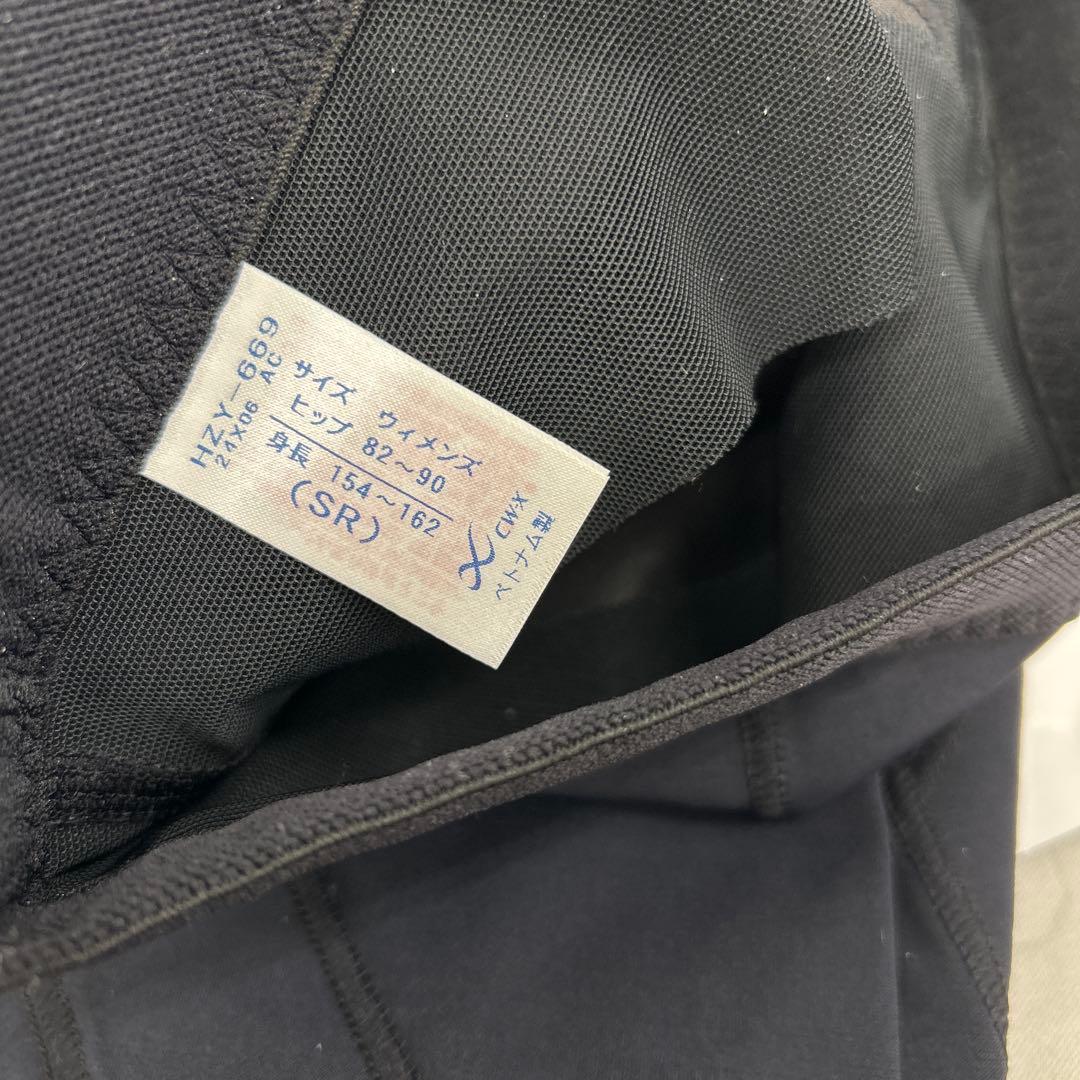 HZY-669
24X06 AC
サイズ ウィメンズ
ヒップ 82～90
身長 154～162
(SR)
CW-X
ベトナム製